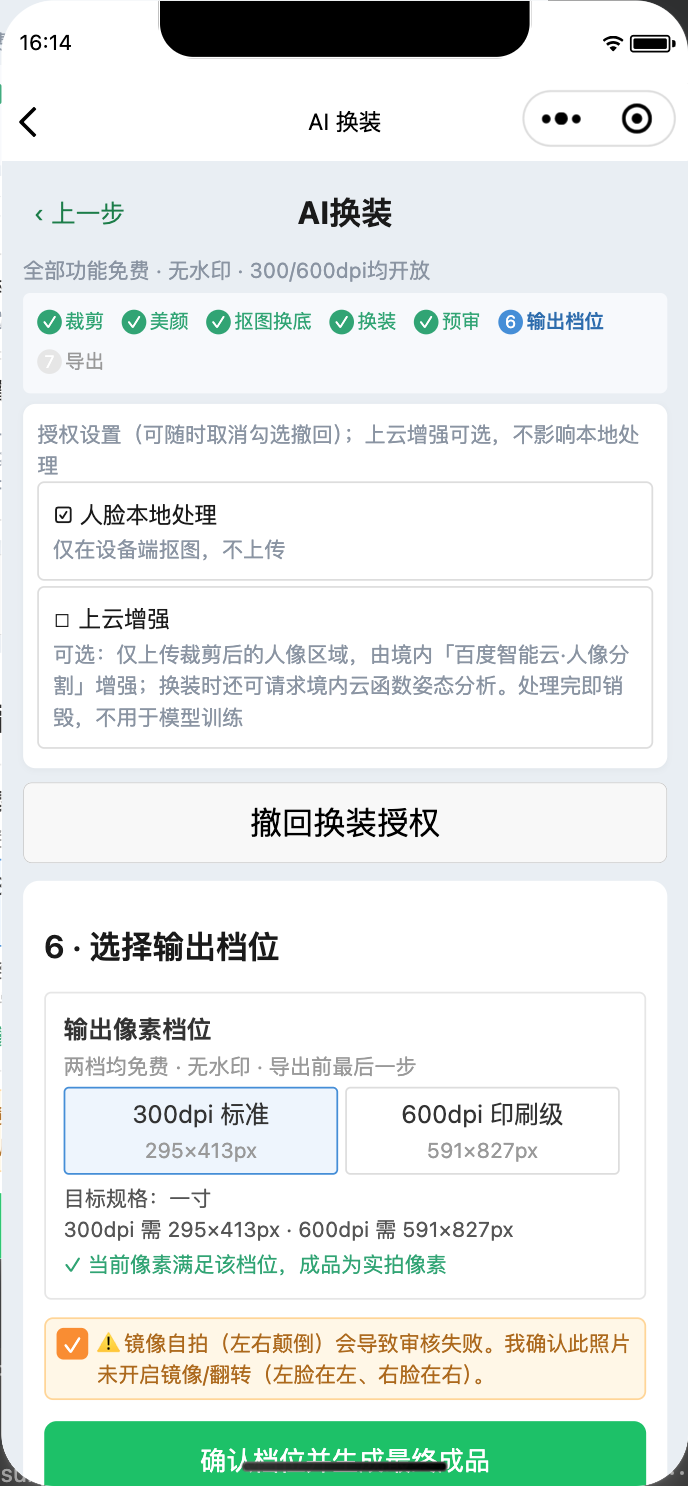 16:14
AI 换装
‹ 上一步
AI换装
全部功能免费 · 无水印 · 300/600dpi均开放
裁剪 美颜 抠图换底 换装 预审 6 输出档位
7 导出
授权设置（可随时取消勾选撤回）；上云增强可选，不影响本地处
理
人脸本地处理
仅在设备端抠图，不上传
上云增强
可选：仅上传裁剪后的人像区域，由境内「百度智能云·人像分
割」增强；换装时还可请求境内云函数姿态分析。处理完即销
毁，不用于模型训练
撤回换装授权
6 · 选择输出档位
输出像素档位
两档均免费 · 无水印 · 导出前最后一步
300dpi 标准
295×413px
600dpi 印刷级
591×827px
目标规格：一寸
300dpi 需 295×413px · 600dpi 需 591×827px
✓ 当前像素满足该档位，成品为实拍像素
⚠️ 镜像自拍（左右颠倒）会导致审核失败。我确认此照片
未开启镜像/翻转（左脸在左、右脸在右）。
确认档位并生成最终成品